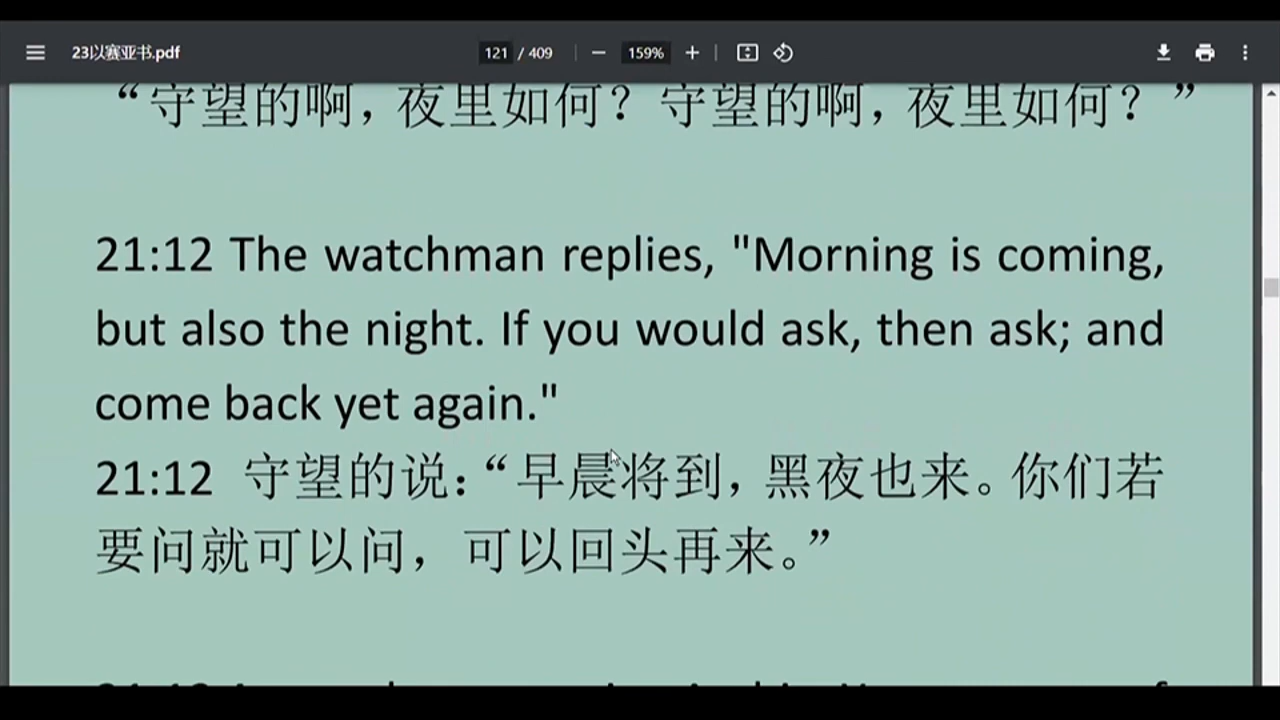 23以赛亚书.pdf
121 / 409
159%
“守望的啊，夜里如何？守望的啊，夜里如何？”
21:12 The watchman replies, "Morning is coming,
but also the night. If you would ask, then ask; and
come back yet again."
21:12 守望的说：“早晨将到，黑夜也来。你们若
要问就可以问，可以回头再来。”